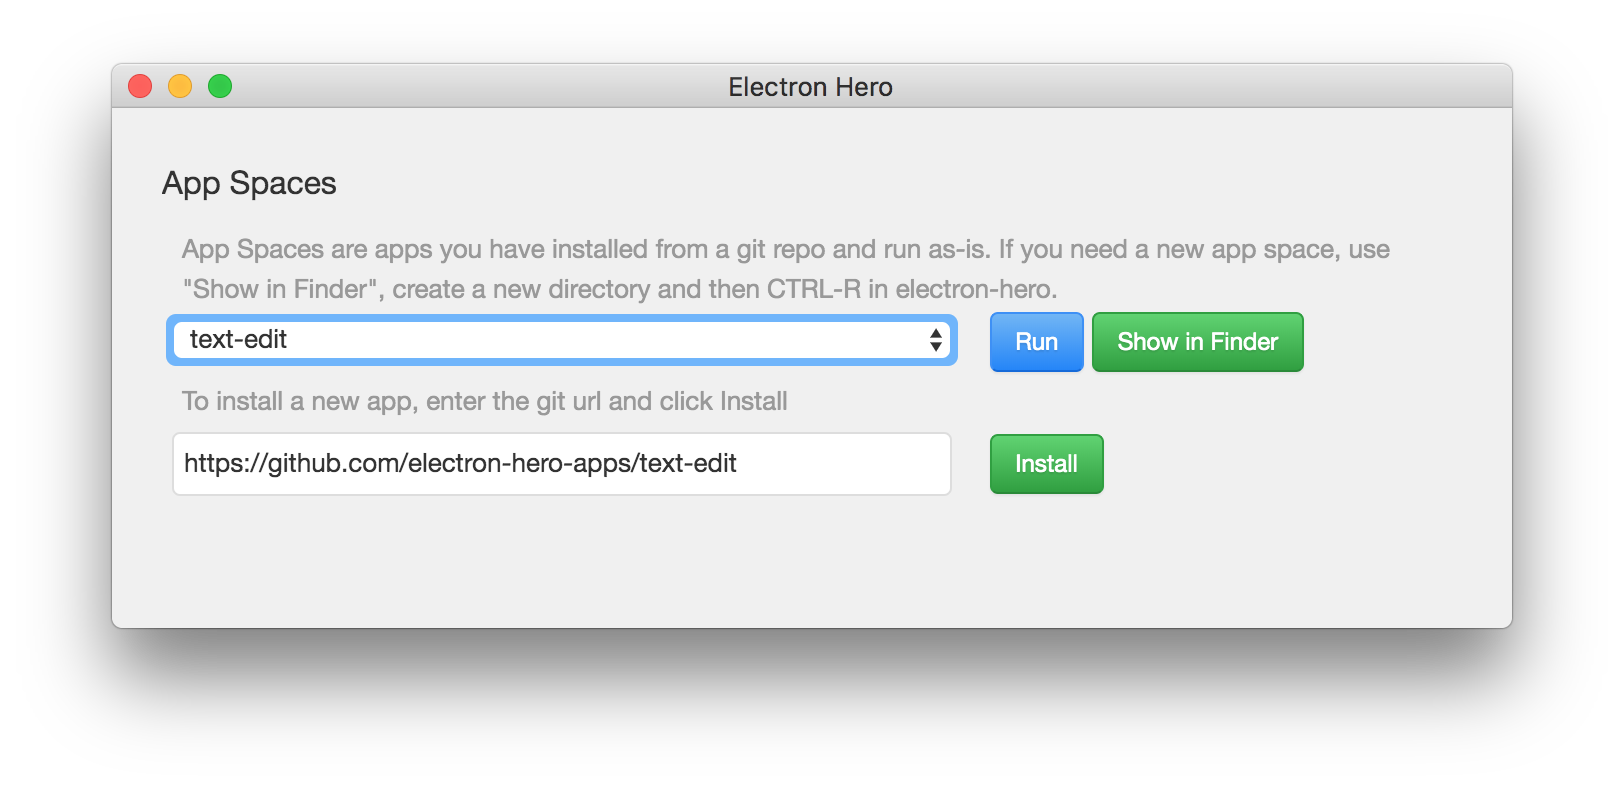 Electron Hero
App Spaces
App Spaces are apps you have installed from a git repo and run as-is. If you need a new app space, use
"Show in Finder", create a new directory and then CTRL-R in electron-hero.
text-edit
Run
Show in Finder
To install a new app, enter the git url and click Install
https://github.com/electron-hero-apps/text-edit
Install